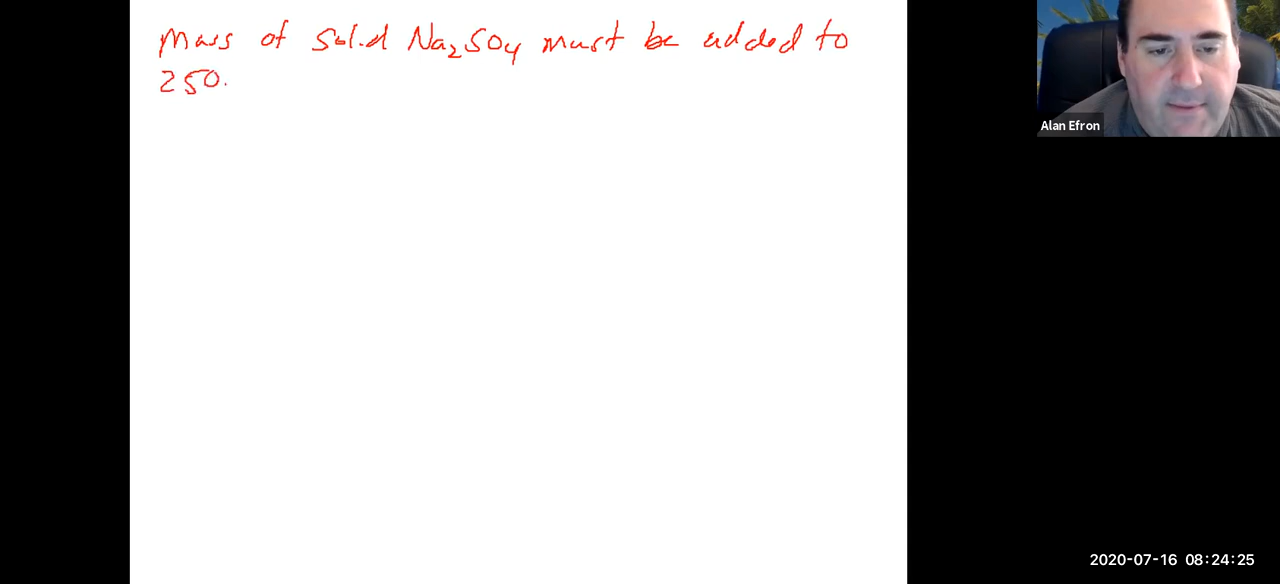 Mass of solid Na₂SO₄ must be added to
250.
Alan Efron
2020-07-16 08:24:25